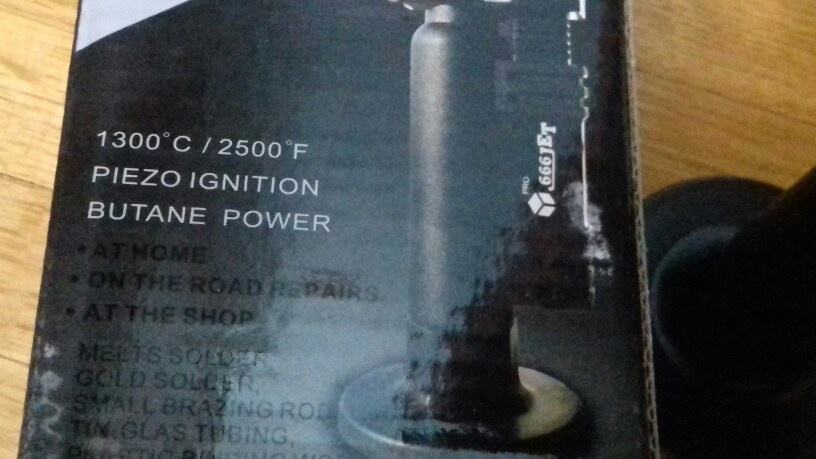 1300°C / 2500°F
PIEZO IGNITION
BUTANE POWER
• AT HOME
• ON THE ROAD REPAIRS
• AT THE SHOP
MELTS SOLDER
GOLD SOLDER,
SMALL BRAZING ROD
TIN, GLAS TUBING,
PRO
666JET